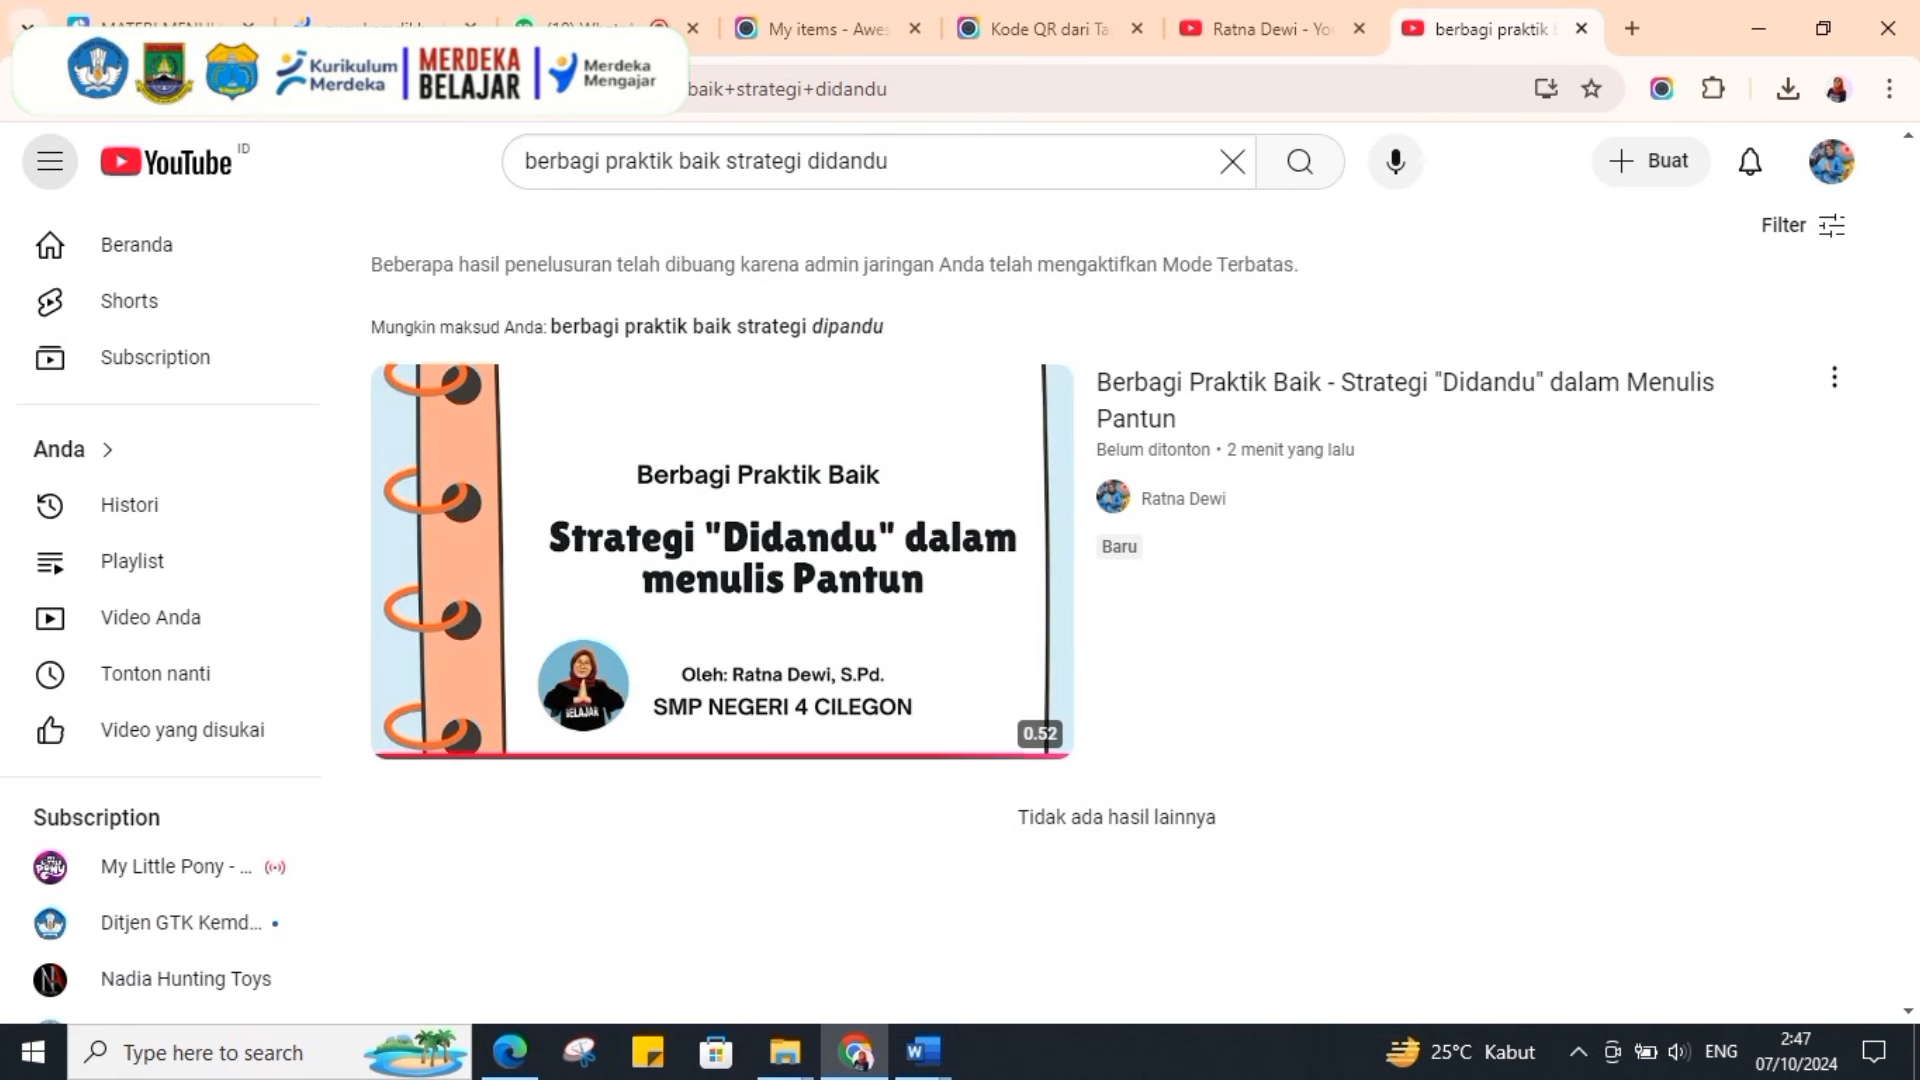 My items - Awes
Kode QR dari Ta
Ratna Dewi - Yo
berbagi praktik
Kurikulum
Merdeka
MERDEKA
BELAJAR
Merdeka
Mengajar
baik+strategi+didandu
YouTube ID
berbagi praktik baik strategi didandu
Buat
Filter
Beranda
Shorts
Subscription
Anda
Histori
Playlist
Video Anda
Tonton nanti
Video yang disukai
Subscription
My Little Pony - ...
Ditjen GTK Kemd...
Nadia Hunting Toys
Beberapa hasil penelusuran telah dibuang karena admin jaringan Anda telah mengaktifkan Mode Terbatas.
Mungkin maksud Anda: berbagi praktik baik strategi dipandu
Berbagi Praktik Baik
Strategi "Didandu" dalam
menulis Pantun
BELAJAR
Oleh: Ratna Dewi, S.Pd.
SMP NEGERI 4 CILEGON
0.52
Berbagi Praktik Baik - Strategi "Didandu" dalam Menulis
Pantun
Belum ditonton • 2 menit yang lalu
Ratna Dewi
Baru
Tidak ada hasil lainnya
Type here to search
25°C Kabut
ENG
2:47
07/10/2024